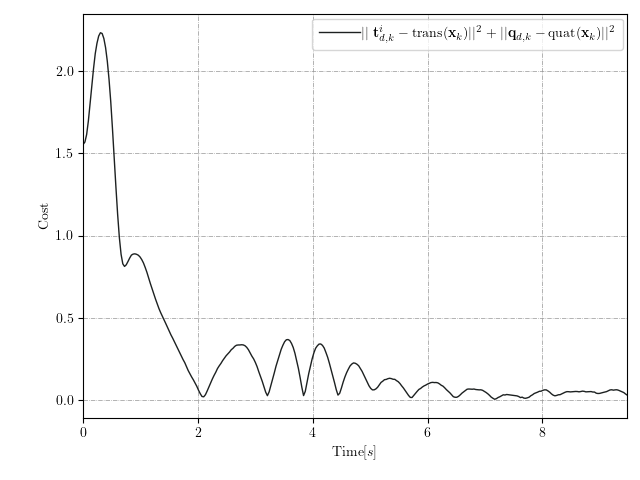 || t^i_{d,k} − trans(x_k)||² + ||q_{d,k} − quat(x_k)||²
2.0
1.5
1.0
0.5
0.0
Cost
0 2 4 6 8
Time[s]